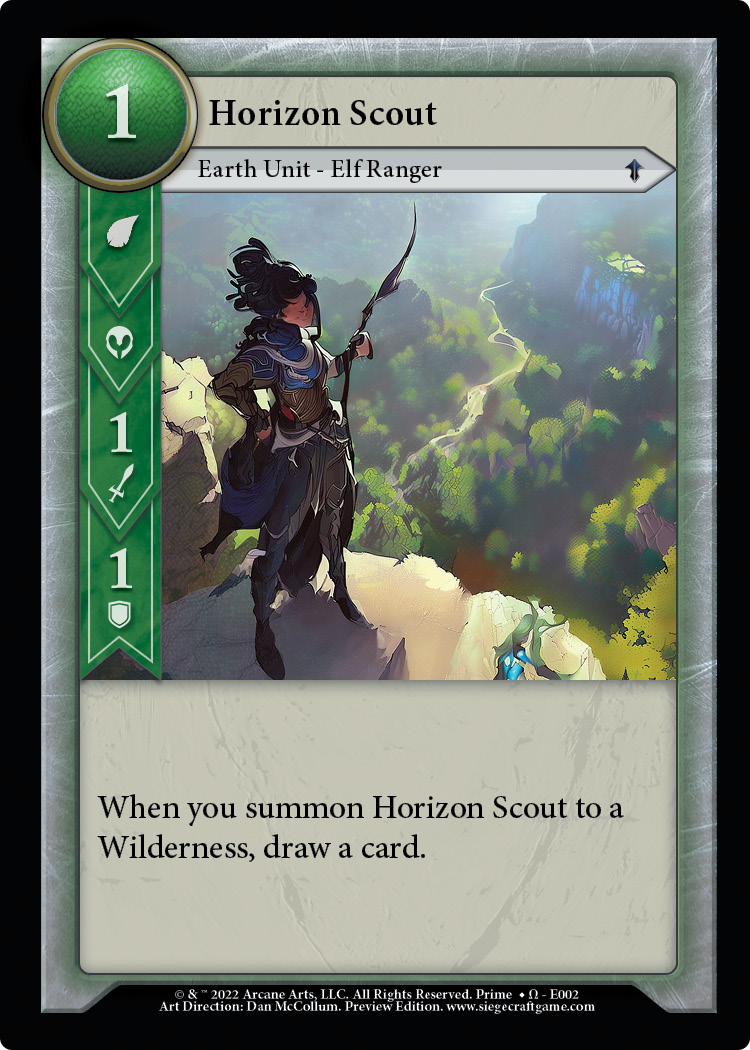 1
Horizon Scout
Earth Unit - Elf Ranger
1
1
When you summon Horizon Scout to a
Wilderness, draw a card.
© & ™ 2022 Arcane Arts, LLC. All Rights Reserved. Prime ⬥ Ω - E002
Art Direction: Dan McCollum. Preview Edition. www.siegecraftgame.com